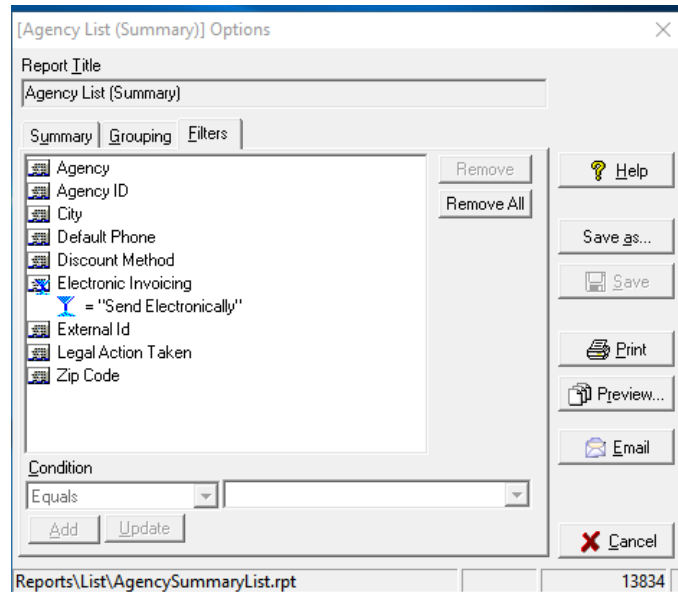 [Agency List (Summary)] Options
Report Title
Agency List (Summary)
Summary Grouping Filters
Agency
Agency ID
City
Default Phone
Discount Method
Electronic Invoicing
= "Send Electronically"
External Id
Legal Action Taken
Zip Code
Remove
Remove All
Condition
Equals
Add Update
Help
Save as...
Save
Print
Preview...
Email
Cancel
Reports\List\AgencySummaryList.rpt 13834